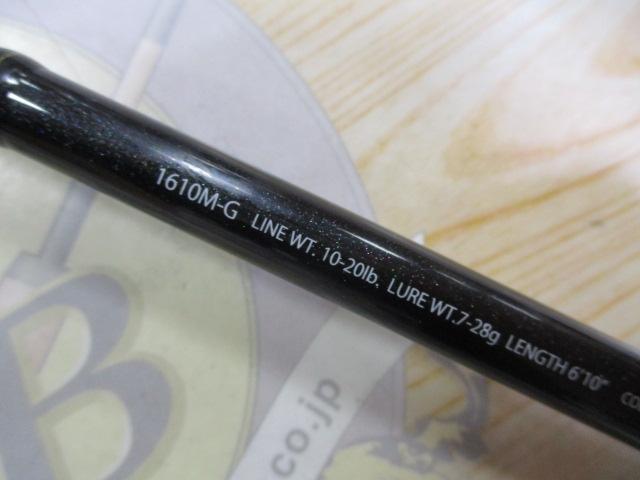 1610M-G LINE WT. 10-20lb. LURE WT.7-28g LENGTH 6'10"
B
.co.jp